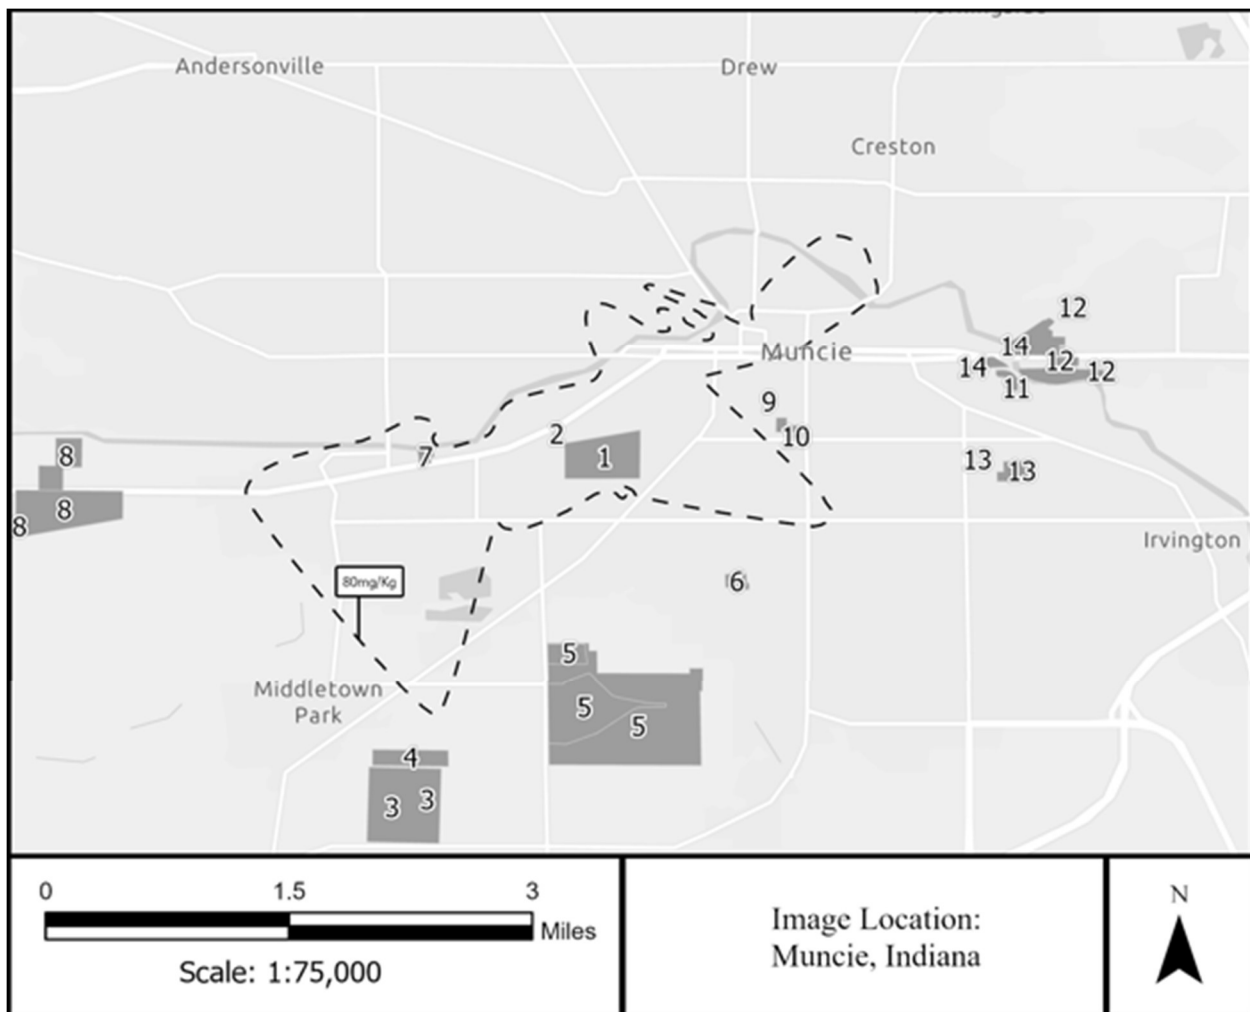 Andersonville
Drew
Creston
12
14
Muncie
12
14
12
11
9
2
10
8
7
1
13
13
8
8
Irvington
80mg/Kg
6
5
Middletown
Park
5
5
4
3
3
0 1.5 3
Miles
Scale: 1:75,000
Image Location:
Muncie, Indiana
N